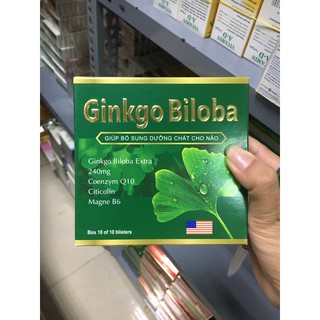 Ginkgo Biloba
GIÚP BỔ SUNG DƯỠNG CHẤT CHO NÃO
Ginkgo Biloba Extra
240mg
Coenzym Q10
Citicolin
Magne B6
Box 10 of 10 blisters
VITAMIN
A-D